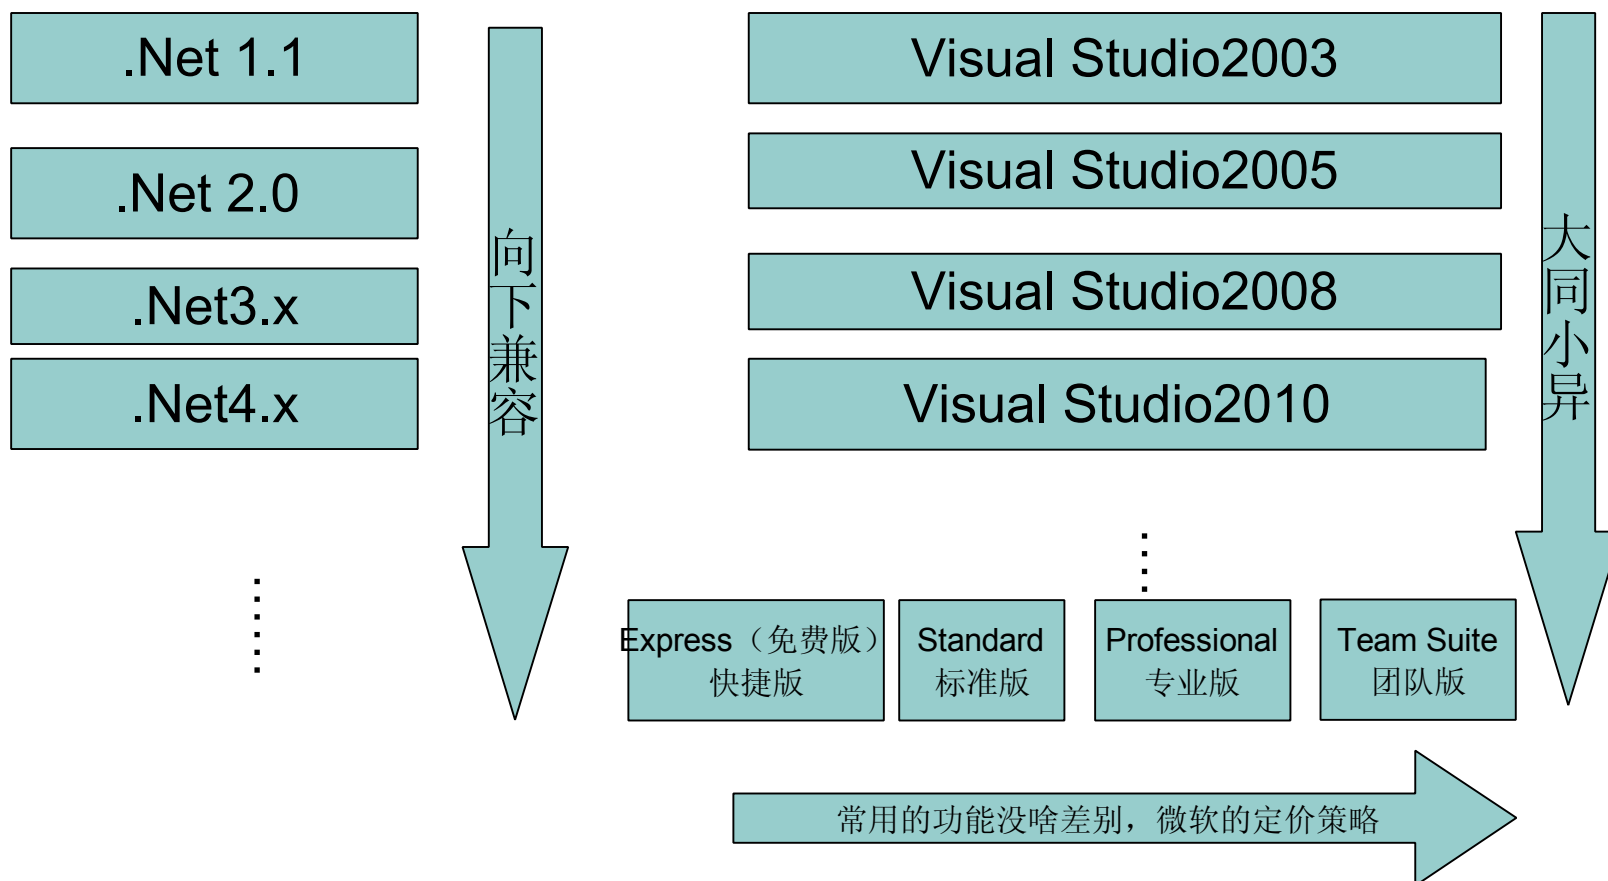 .Net 1.1
.Net 2.0
.Net3.x
.Net4.x
向下兼容
Visual Studio2003
Visual Studio2005
Visual Studio2008
Visual Studio2010
大同小异
Express（免费版）
快捷版
Standard
标准版
Professional
专业版
Team Suite
团队版
常用的功能没啥差别，微软的定价策略